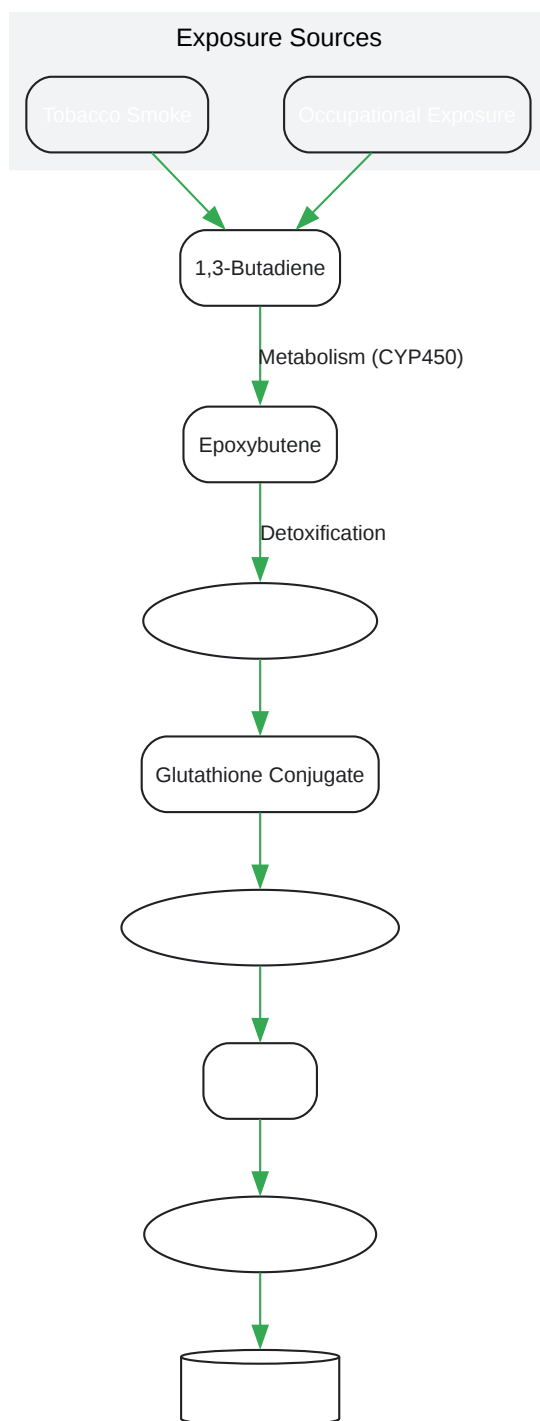 Exposure Sources
Tobacco Smoke
Occupational Exposure
1,3-Butadiene
Metabolism (CYP450)
Epoxybutene
Detoxification
Glutathione Conjugate